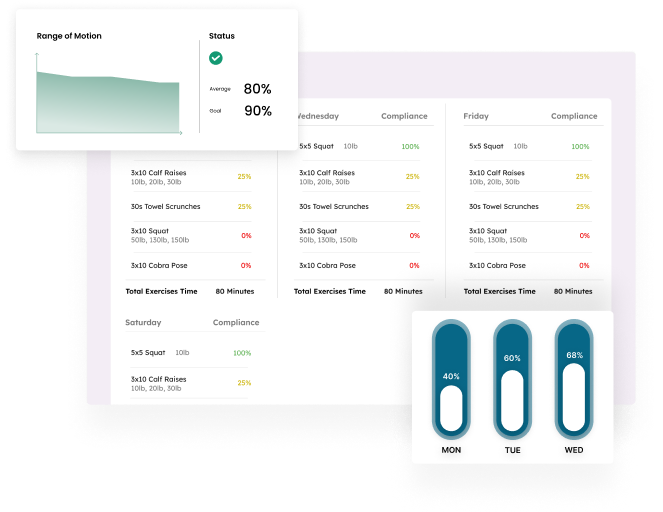 Range of Motion
Status
Average 80%
Goal 90%
Wednesday Compliance
5x5 Squat 10lb 100%
3x10 Calf Raises 25%
10lb, 20lb, 30lb
30s Towel Scrunches 25%
3x10 Squat 0%
50lb, 130lb, 150lb
3x10 Cobra Pose 0%
Total Exercises Time 80 Minutes
Friday Compliance
5x5 Squat 10lb 100%
3x10 Calf Raises 25%
10lb, 20lb, 30lb
30s Towel Scrunches 25%
3x10 Squat 0%
50lb, 130lb, 150lb
3x10 Cobra Pose 0%
Total Exercises Time 80 Minutes
3x10 Calf Raises 25%
10lb, 20lb, 30lb
30s Towel Scrunches 25%
3x10 Squat 0%
50lb, 130lb, 150lb
3x10 Cobra Pose 0%
Total Exercises Time 80 Minutes
Saturday Compliance
5x5 Squat 10lb 100%
3x10 Calf Raises 25%
10lb, 20lb, 30lb
40% 60% 68%
MON TUE WED